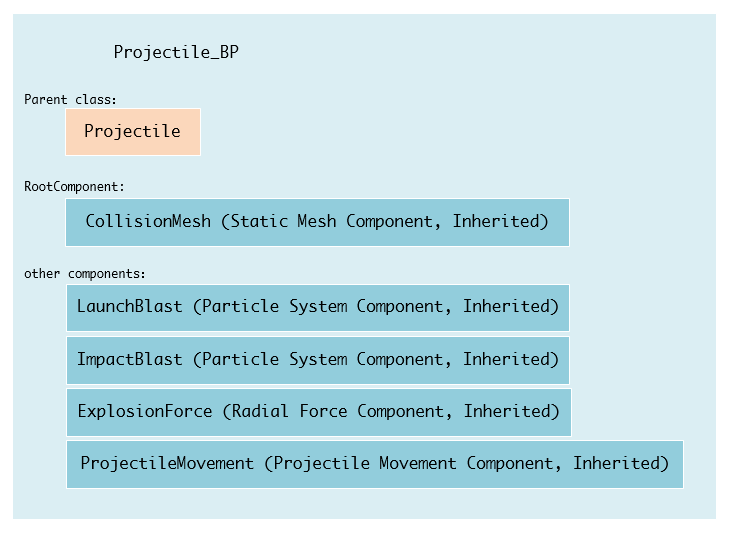 Projectile_BP
Parent class:
Projectile
RootComponent:
CollisionMesh (Static Mesh Component, Inherited)
other components:
LaunchBlast (Particle System Component, Inherited)
ImpactBlast (Particle System Component, Inherited)
ExplosionForce (Radial Force Component, Inherited)
ProjectileMovement (Projectile Movement Component, Inherited)